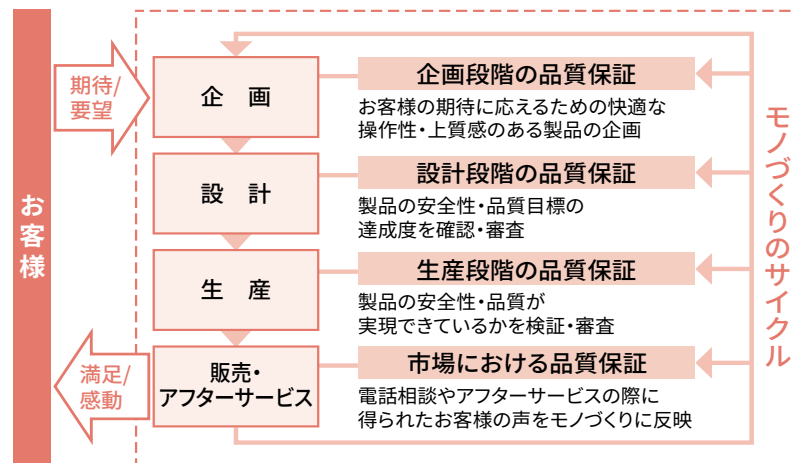 お客様
期待/
要望
企　画
企画段階の品質保証
お客様の期待に応えるための快適な
操作性・上質感のある製品の企画
設　計
設計段階の品質保証
製品の安全性・品質目標の
達成度を確認・審査
生　産
生産段階の品質保証
製品の安全性・品質が
実現できているかを検証・審査
満足/
感動
販売・
アフターサービス
市場における品質保証
電話相談やアフターサービスの際に
得られたお客様の声をモノづくりに反映
モノづくりのサイクル